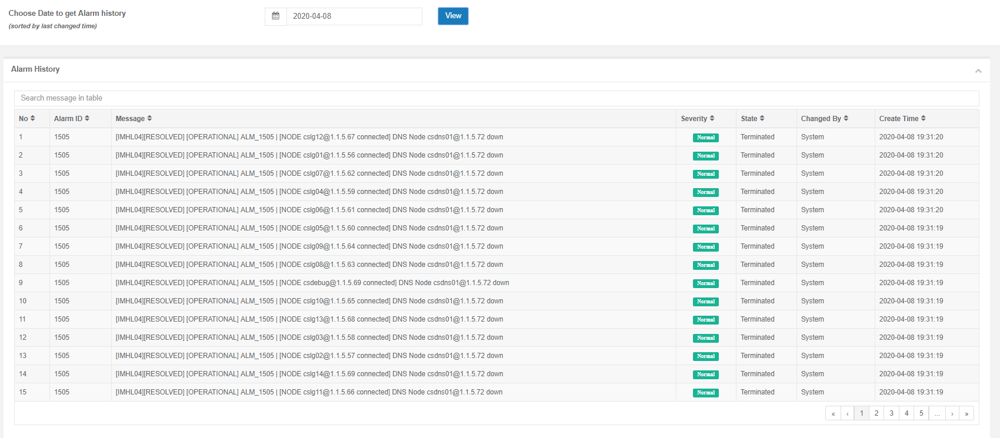 Choose Date to get Alarm history
(sorted by last changed time)
2020-04-08
View
Alarm History
Search message in table
No Alarm ID Message Severity State Changed By Create Time
1 1505 [IMHL04][RESOLVED] [OPERATIONAL] ALM_1505 | [NODE cslg12@1.1.5.67 connected] DNS Node csdns01@1.1.5.72 down Normal Terminated System 2020-04-08 19:31:20
2 1505 [IMHL04][RESOLVED] [OPERATIONAL] ALM_1505 | [NODE cslg01@1.1.5.56 connected] DNS Node csdns01@1.1.5.72 down Normal Terminated System 2020-04-08 19:31:20
3 1505 [IMHL04][RESOLVED] [OPERATIONAL] ALM_1505 | [NODE cslg07@1.1.5.62 connected] DNS Node csdns01@1.1.5.72 down Normal Terminated System 2020-04-08 19:31:20
4 1505 [IMHL04][RESOLVED] [OPERATIONAL] ALM_1505 | [NODE cslg04@1.1.5.59 connected] DNS Node csdns01@1.1.5.72 down Normal Terminated System 2020-04-08 19:31:20
5 1505 [IMHL04][RESOLVED] [OPERATIONAL] ALM_1505 | [NODE cslg06@1.1.5.61 connected] DNS Node csdns01@1.1.5.72 down Normal Terminated System 2020-04-08 19:31:20
6 1505 [IMHL04][RESOLVED] [OPERATIONAL] ALM_1505 | [NODE cslg05@1.1.5.60 connected] DNS Node csdns01@1.1.5.72 down Normal Terminated System 2020-04-08 19:31:19
7 1505 [IMHL04][RESOLVED] [OPERATIONAL] ALM_1505 | [NODE cslg09@1.1.5.64 connected] DNS Node csdns01@1.1.5.72 down Normal Terminated System 2020-04-08 19:31:19
8 1505 [IMHL04][RESOLVED] [OPERATIONAL] ALM_1505 | [NODE cslg08@1.1.5.63 connected] DNS Node csdns01@1.1.5.72 down Normal Terminated System 2020-04-08 19:31:19
9 1505 [IMHL04][RESOLVED] [OPERATIONAL] ALM_1505 | [NODE csdebug@1.1.5.69 connected] DNS Node csdns01@1.1.5.72 down Normal Terminated System 2020-04-08 19:31:19
10 1505 [IMHL04][RESOLVED] [OPERATIONAL] ALM_1505 | [NODE cslg10@1.1.5.65 connected] DNS Node csdns01@1.1.5.72 down Normal Terminated System 2020-04-08 19:31:19
11 1505 [IMHL04][RESOLVED] [OPERATIONAL] ALM_1505 | [NODE cslg13@1.1.5.68 connected] DNS Node csdns01@1.1.5.72 down Normal Terminated System 2020-04-08 19:31:19
12 1505 [IMHL04][RESOLVED] [OPERATIONAL] ALM_1505 | [NODE cslg03@1.1.5.58 connected] DNS Node csdns01@1.1.5.72 down Normal Terminated System 2020-04-08 19:31:19
13 1505 [IMHL04][RESOLVED] [OPERATIONAL] ALM_1505 | [NODE cslg02@1.1.5.57 connected] DNS Node csdns01@1.1.5.72 down Normal Terminated System 2020-04-08 19:31:19
14 1505 [IMHL04][RESOLVED] [OPERATIONAL] ALM_1505 | [NODE cslg14@1.1.5.69 connected] DNS Node csdns01@1.1.5.72 down Normal Terminated System 2020-04-08 19:31:19
15 1505 [IMHL04][RESOLVED] [OPERATIONAL] ALM_1505 | [NODE cslg11@1.1.5.66 connected] DNS Node csdns01@1.1.5.72 down Normal Terminated System 2020-04-08 19:31:19
« ‹ 1 2 3 4 5 ... › »